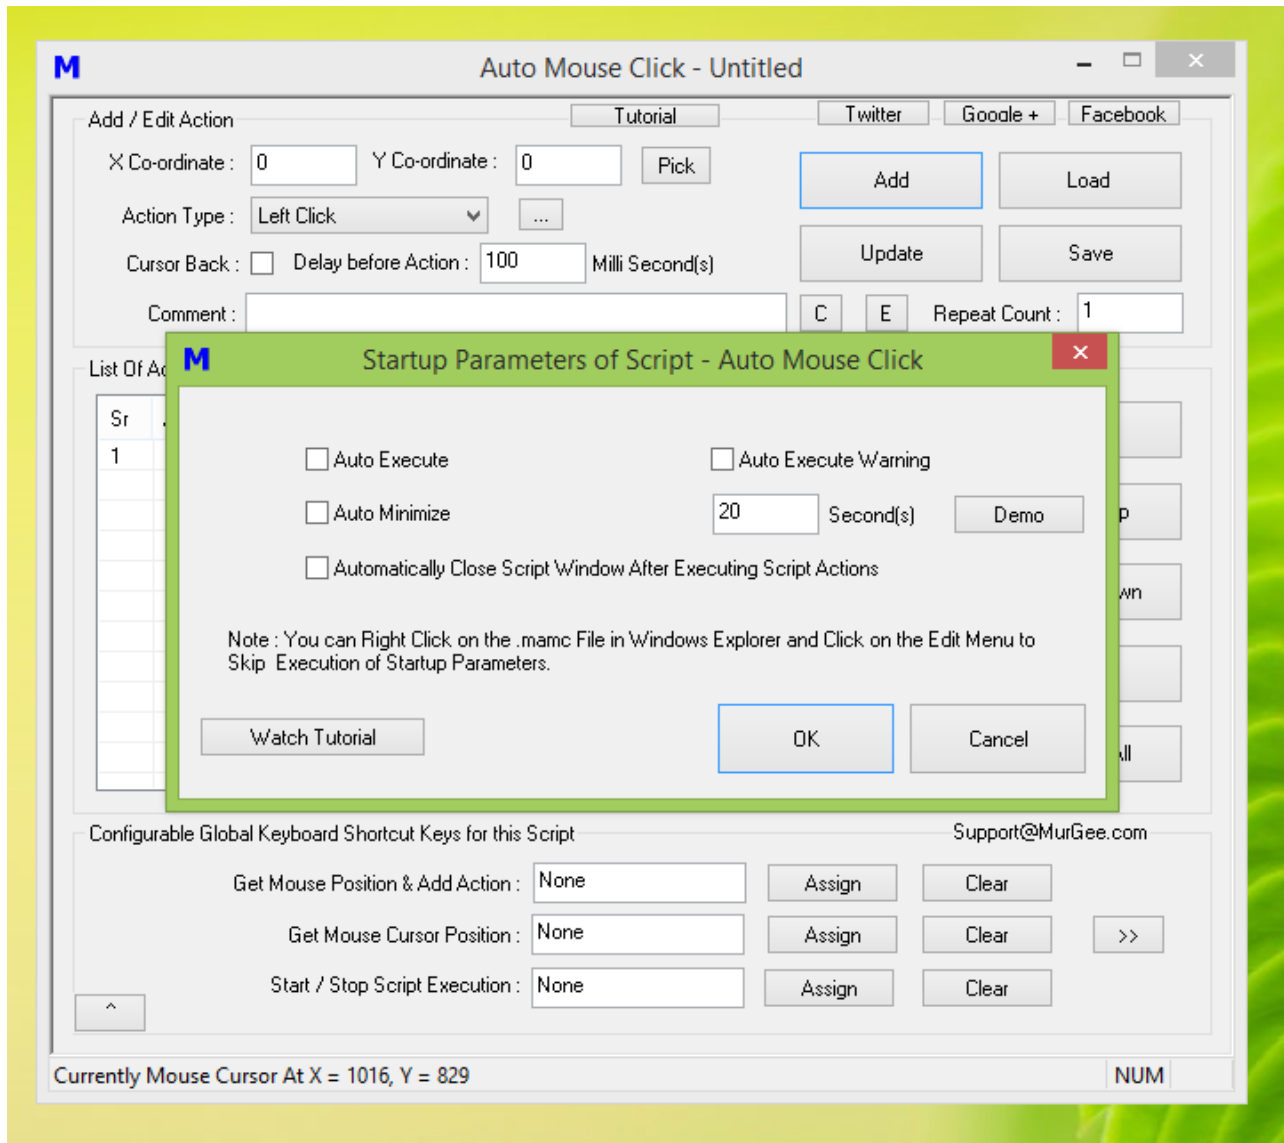 M Auto Mouse Click - Untitled
Add / Edit Action Tutorial Twitter Google + Facebook
X Co-ordinate : 0 Y Co-ordinate : 0 Pick Add Load
Action Type : Left Click ...
Cursor Back : Delay before Action : 100 Milli Second(s) Update Save
Comment : C E Repeat Count : 1
M Startup Parameters of Script - Auto Mouse Click
List Of
Sr
1
Auto Execute Auto Execute Warning
Auto Minimize 20 Second(s) Demo
Automatically Close Script Window After Executing Script Actions
Note : You can Right Click on the .mamc File in Windows Explorer and Click on the Edit Menu to
Skip Execution of Startup Parameters.
Watch Tutorial OK Cancel
Configurable Global Keyboard Shortcut Keys for this Script Support@MurGee.com
Get Mouse Position & Add Action : None Assign Clear
Get Mouse Cursor Position : None Assign Clear >>
Start / Stop Script Execution : None Assign Clear
^
Currently Mouse Cursor At X = 1016, Y = 829 NUM